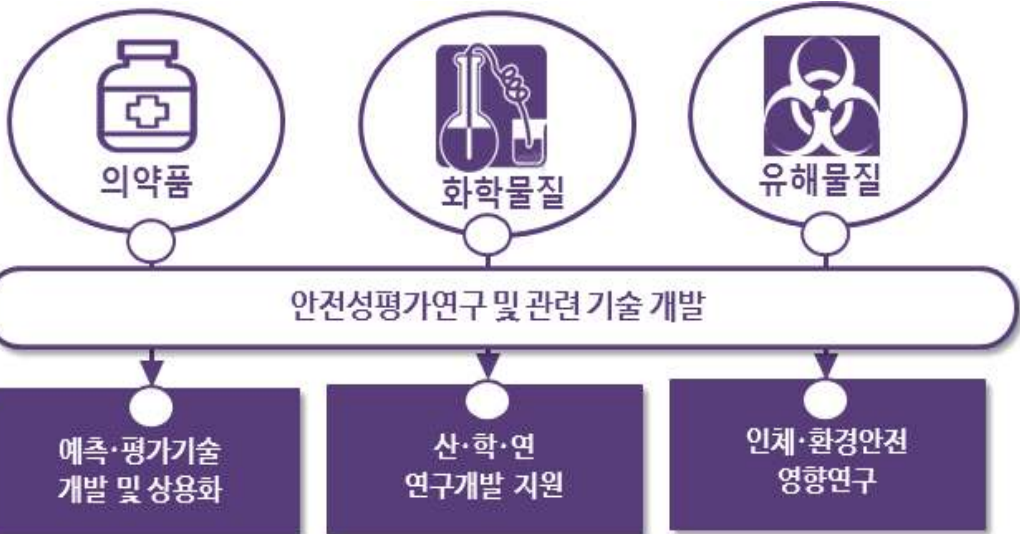 의약품
화학물질
유해물질
안전성평가연구 및 관련 기술 개발
예측·평가기술
개발 및 상용화
산·학·연
연구개발 지원
인체·환경안전
영향연구